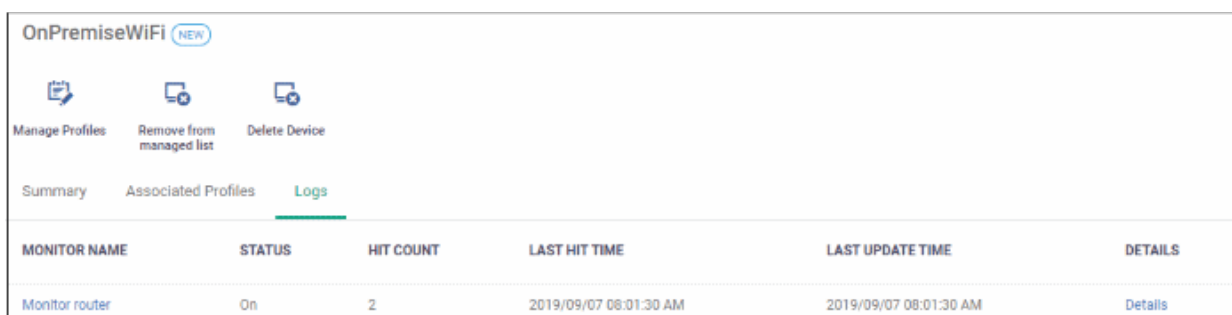 OnPremiseWiFi NEW
Manage Profiles Remove from managed list Delete Device
Summary Associated Profiles Logs
MONITOR NAME STATUS HIT COUNT LAST HIT TIME LAST UPDATE TIME DETAILS
Monitor router On 2 2019/09/07 08:01:30 AM 2019/09/07 08:01:30 AM Details